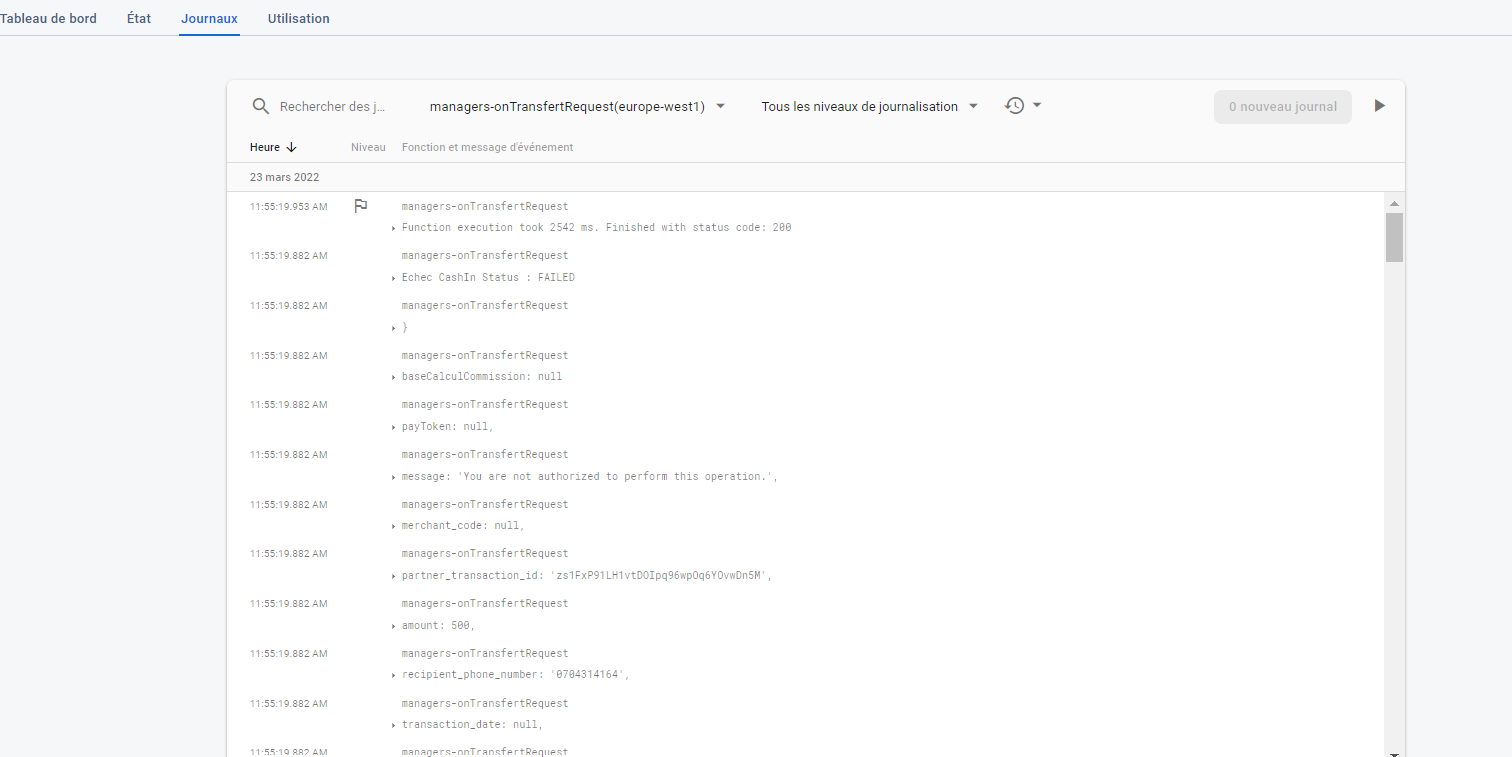 Tableau de bord État Journaux Utilisation
Rechercher des j... managers-onTransfertRequest(europe-west1) Tous les niveaux de journalisation 0 nouveau journal
Heure Niveau Fonction et message d'événement
23 mars 2022
11:55:19.953 AM managers-onTransfertRequest
Function execution took 2542 ms. Finished with status code: 200
11:55:19.882 AM managers-onTransfertRequest
Echec CashIn Status : FAILED
11:55:19.882 AM managers-onTransfertRequest
}
11:55:19.882 AM managers-onTransfertRequest
baseCalculCommission: null
11:55:19.882 AM managers-onTransfertRequest
payToken: null,
11:55:19.882 AM managers-onTransfertRequest
message: 'You are not authorized to perform this operation.',
11:55:19.882 AM managers-onTransfertRequest
merchant_code: null,
11:55:19.882 AM managers-onTransfertRequest
partner_transaction_id: 'zs1FxP91LH1vtDOIpq96wpOq6YOvwDn5M',
11:55:19.882 AM managers-onTransfertRequest
amount: 500,
11:55:19.882 AM managers-onTransfertRequest
recipient_phone_number: '0704314164',
11:55:19.882 AM managers-onTransfertRequest
transaction_date: null,
11:55:19.882 AM managers-onTransfertRequest